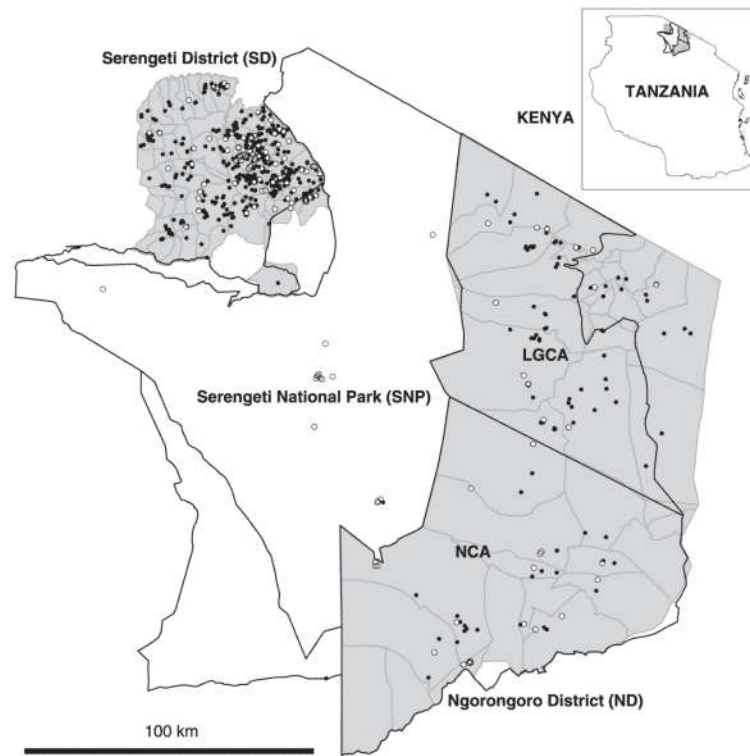 Serengeti District (SD)
TANZANIA
KENYA
LGCA
Serengeti National Park (SNP)
NCA
Ngorongoro District (ND)
100 km